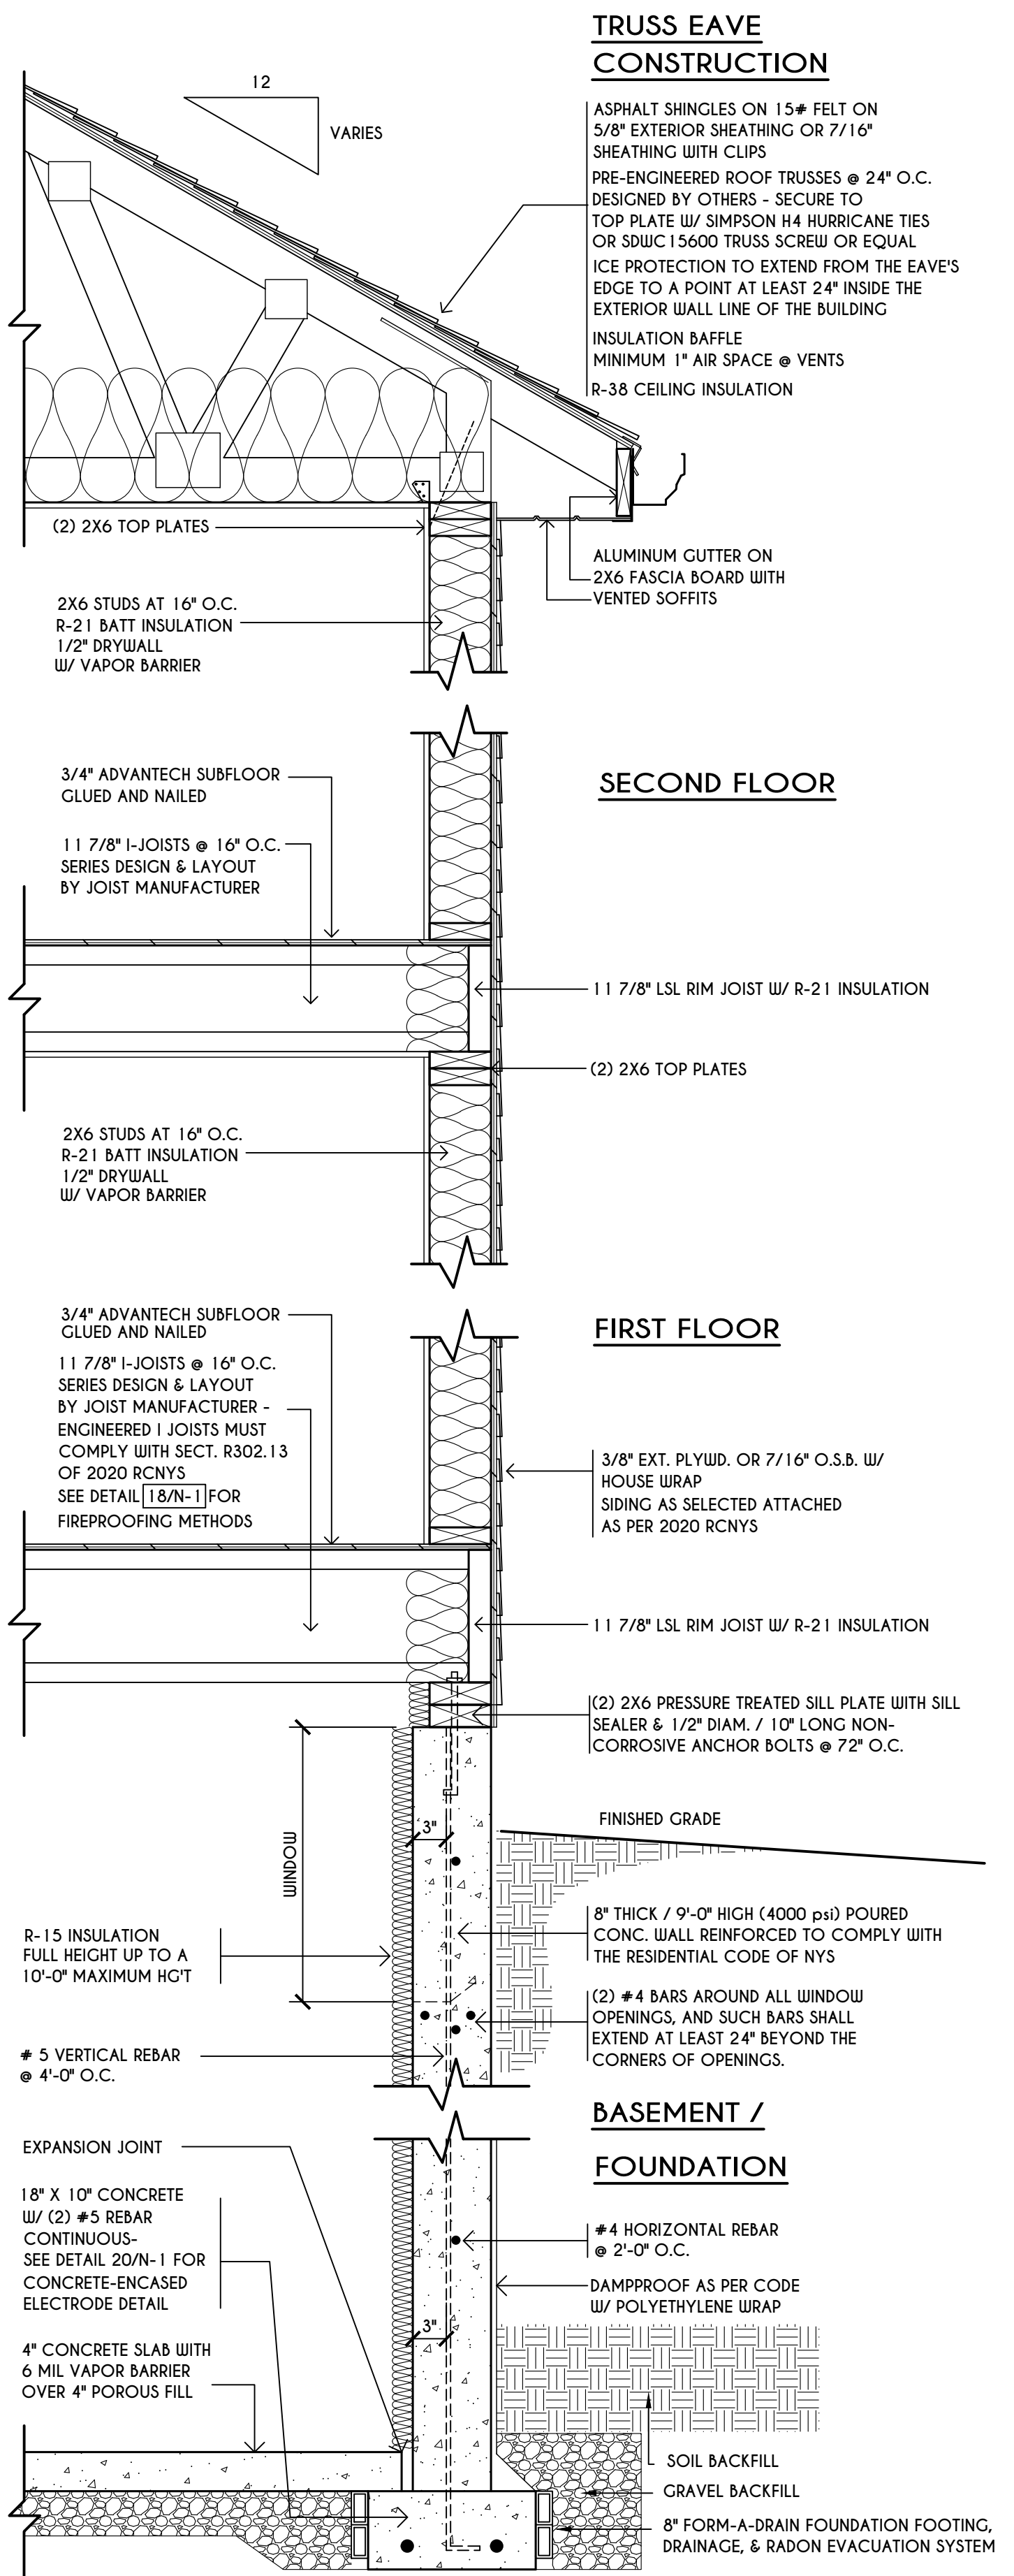 TRUSS EAVE
CONSTRUCTION
12
VARIES
ASPHALT SHINGLES ON 15# FELT ON
5/8" EXTERIOR SHEATHING OR 7/16"
SHEATHING WITH CLIPS
PRE-ENGINEERED ROOF TRUSSES @ 24" O.C.
DESIGNED BY OTHERS - SECURE TO
TOP PLATE W/ SIMPSON H4 HURRICANE TIES
OR SDWC15600 TRUSS SCREW OR EQUAL
ICE PROTECTION TO EXTEND FROM THE EAVE'S
EDGE TO A POINT AT LEAST 24" INSIDE THE
EXTERIOR WALL LINE OF THE BUILDING
INSULATION BAFFLE
MINIMUM 1" AIR SPACE @ VENTS
R-38 CEILING INSULATION
(2) 2X6 TOP PLATES
ALUMINUM GUTTER ON
2X6 FASCIA BOARD WITH
VENTED SOFFITS
2X6 STUDS AT 16" O.C.
R-21 BATT INSULATION
1/2" DRYWALL
W/ VAPOR BARRIER
SECOND FLOOR
3/4" ADVANTECH SUBFLOOR
GLUED AND NAILED
11 7/8" I-JOISTS @ 16" O.C.
SERIES DESIGN & LAYOUT
BY JOIST MANUFACTURER
11 7/8" LSL RIM JOIST W/ R-21 INSULATION
(2) 2X6 TOP PLATES
2X6 STUDS AT 16" O.C.
R-21 BATT INSULATION
1/2" DRYWALL
W/ VAPOR BARRIER
FIRST FLOOR
3/4" ADVANTECH SUBFLOOR
GLUED AND NAILED
11 7/8" I-JOISTS @ 16" O.C.
SERIES DESIGN & LAYOUT
BY JOIST MANUFACTURER -
ENGINEERED I JOISTS MUST
COMPLY WITH SECT. R302.13
OF 2020 RCNYS
SEE DETAIL 18/N-1 FOR
FIREPROOFING METHODS
3/8" EXT. PLYWD. OR 7/16" O.S.B. W/
HOUSE WRAP
SIDING AS SELECTED ATTACHED
AS PER 2020 RCNYS
11 7/8" LSL RIM JOIST W/ R-21 INSULATION
(2) 2X6 PRESSURE TREATED SILL PLATE WITH SILL
SEALER & 1/2" DIAM. / 10" LONG NON-
CORROSIVE ANCHOR BOLTS @ 72" O.C.
FINISHED GRADE
3"
WINDOW
8" THICK / 9'-0" HIGH (4000 psi) POURED
CONC. WALL REINFORCED TO COMPLY WITH
THE RESIDENTIAL CODE OF NYS
R-15 INSULATION
FULL HEIGHT UP TO A
10'-0" MAXIMUM HG'T
(2) #4 BARS AROUND ALL WINDOW
OPENINGS, AND SUCH BARS SHALL
EXTEND AT LEAST 24" BEYOND THE
CORNERS OF OPENINGS.
# 5 VERTICAL REBAR
@ 4'-0" O.C.
BASEMENT /
FOUNDATION
EXPANSION JOINT
18" X 10" CONCRETE
W/ (2) #5 REBAR
CONTINUOUS-
SEE DETAIL 20/N-1 FOR
CONCRETE-ENCASED
ELECTRODE DETAIL
#4 HORIZONTAL REBAR
@ 2'-0" O.C.
DAMPPROOF AS PER CODE
W/ POLYETHYLENE WRAP
3"
4" CONCRETE SLAB WITH
6 MIL VAPOR BARRIER
OVER 4" POROUS FILL
SOIL BACKFILL
GRAVEL BACKFILL
8" FORM-A-DRAIN FOUNDATION FOOTING,
DRAINAGE, & RADON EVACUATION SYSTEM